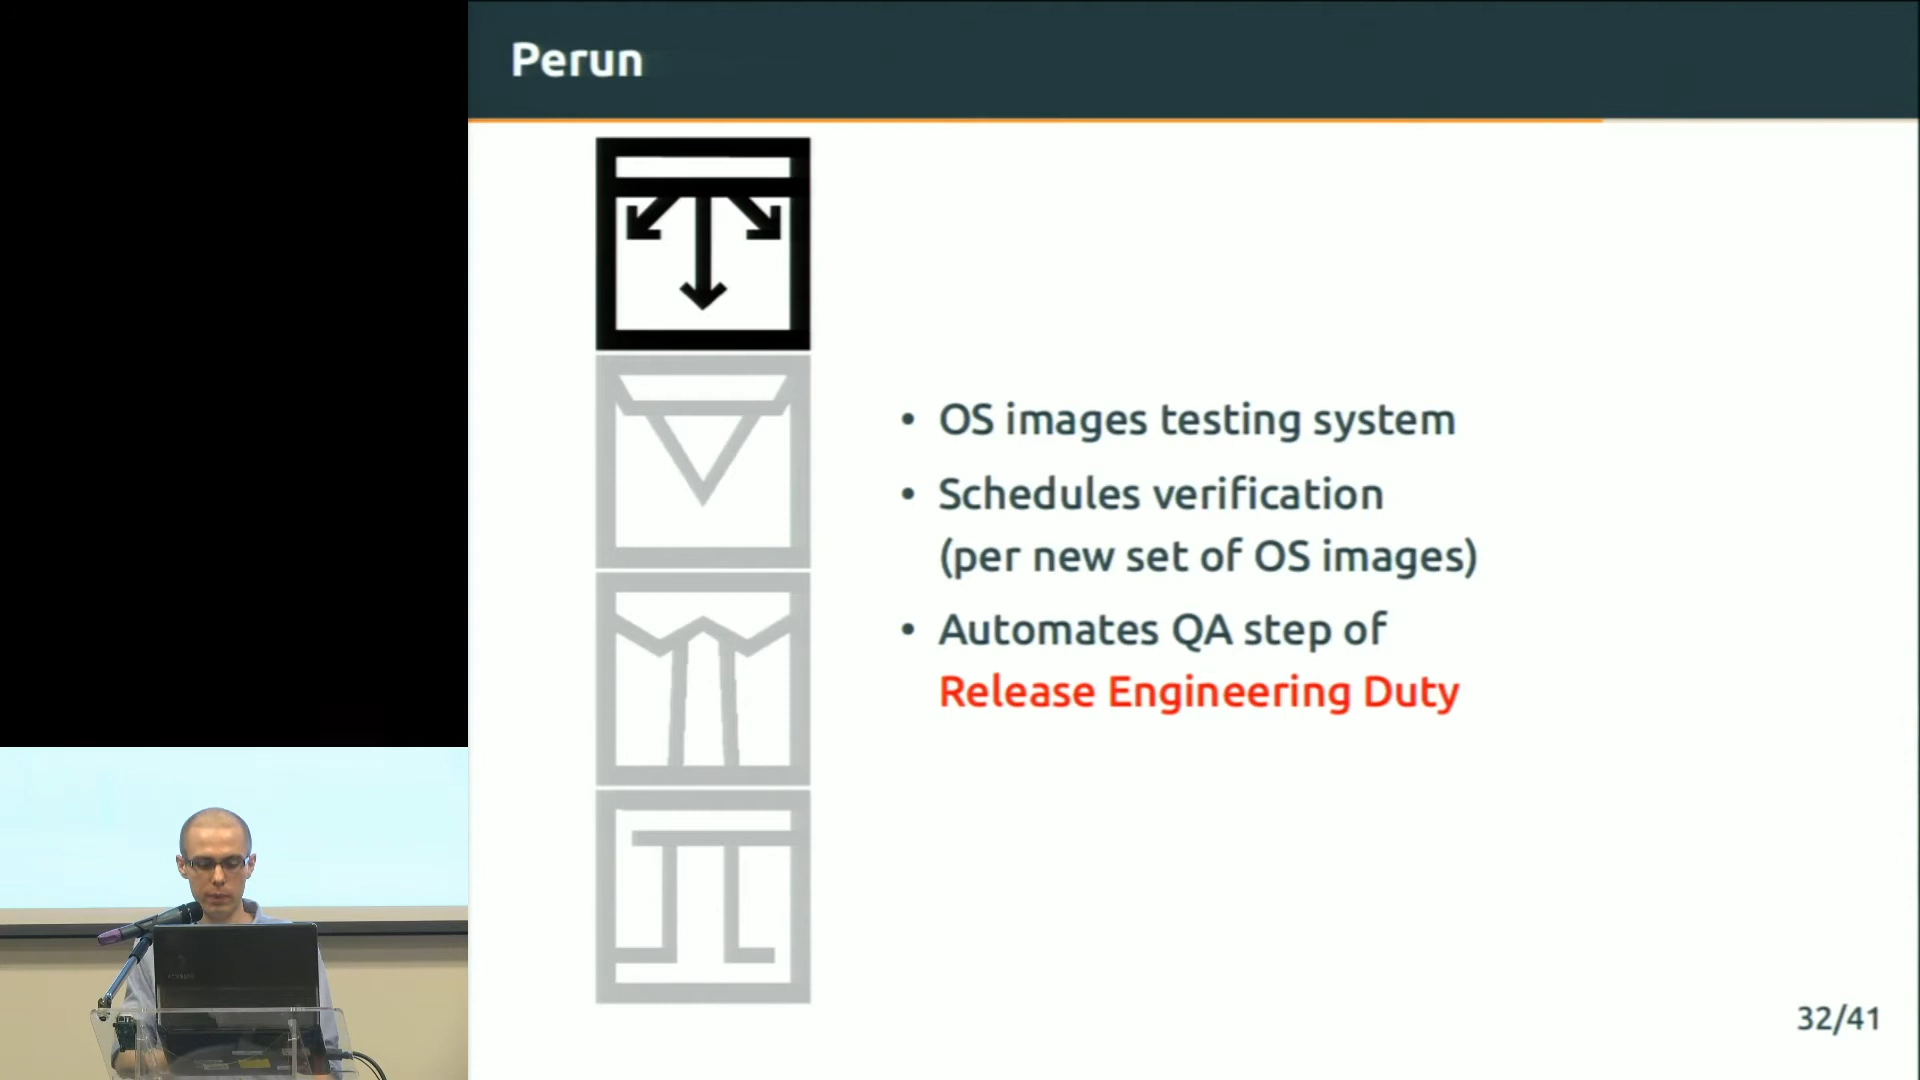 Perun
• OS images testing system
• Schedules verification
(per new set of OS images)
• Automates QA step of
Release Engineering Duty
32/41